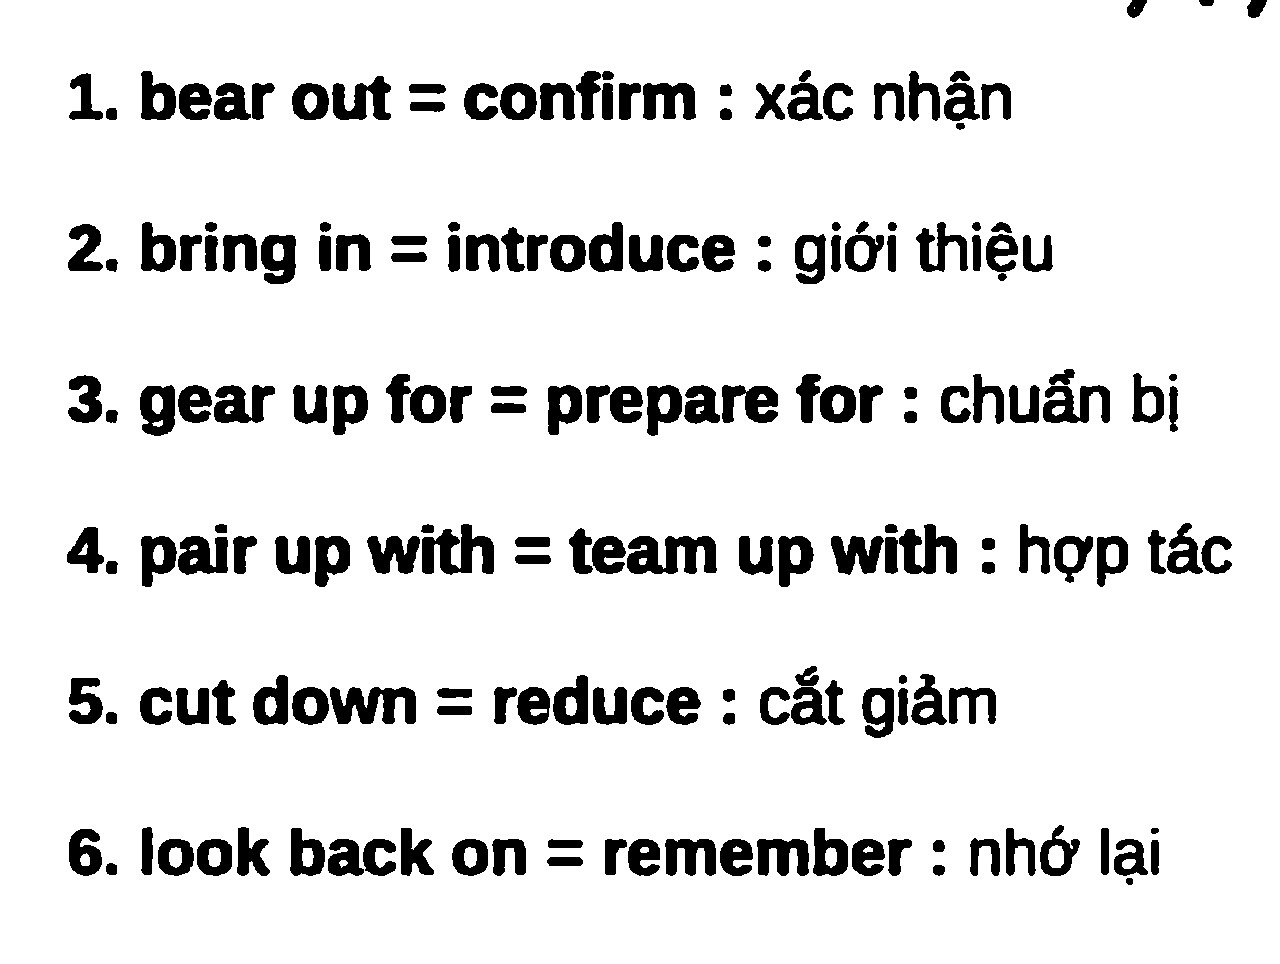 1. bear out = confirm : xác nhận
2. bring in = introduce : giới thiệu
3. gear up for = prepare for : chuẩn bị
4. pair up with = team up with : hợp tác
5. cut down = reduce : cắt giảm
6. look back on = remember : nhớ lại